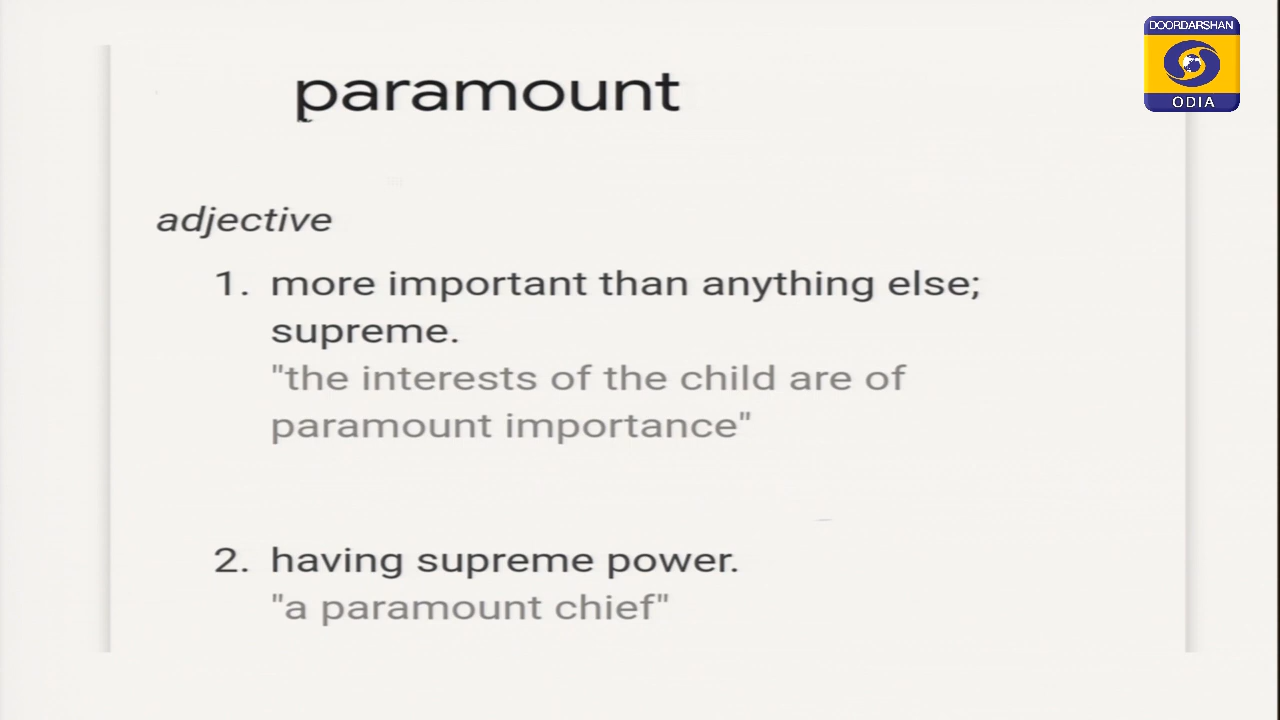 DOORDARSHAN
ODIA
paramount
adjective
1. more important than anything else;
supreme.
"the interests of the child are of
paramount importance"
2. having supreme power.
"a paramount chief"